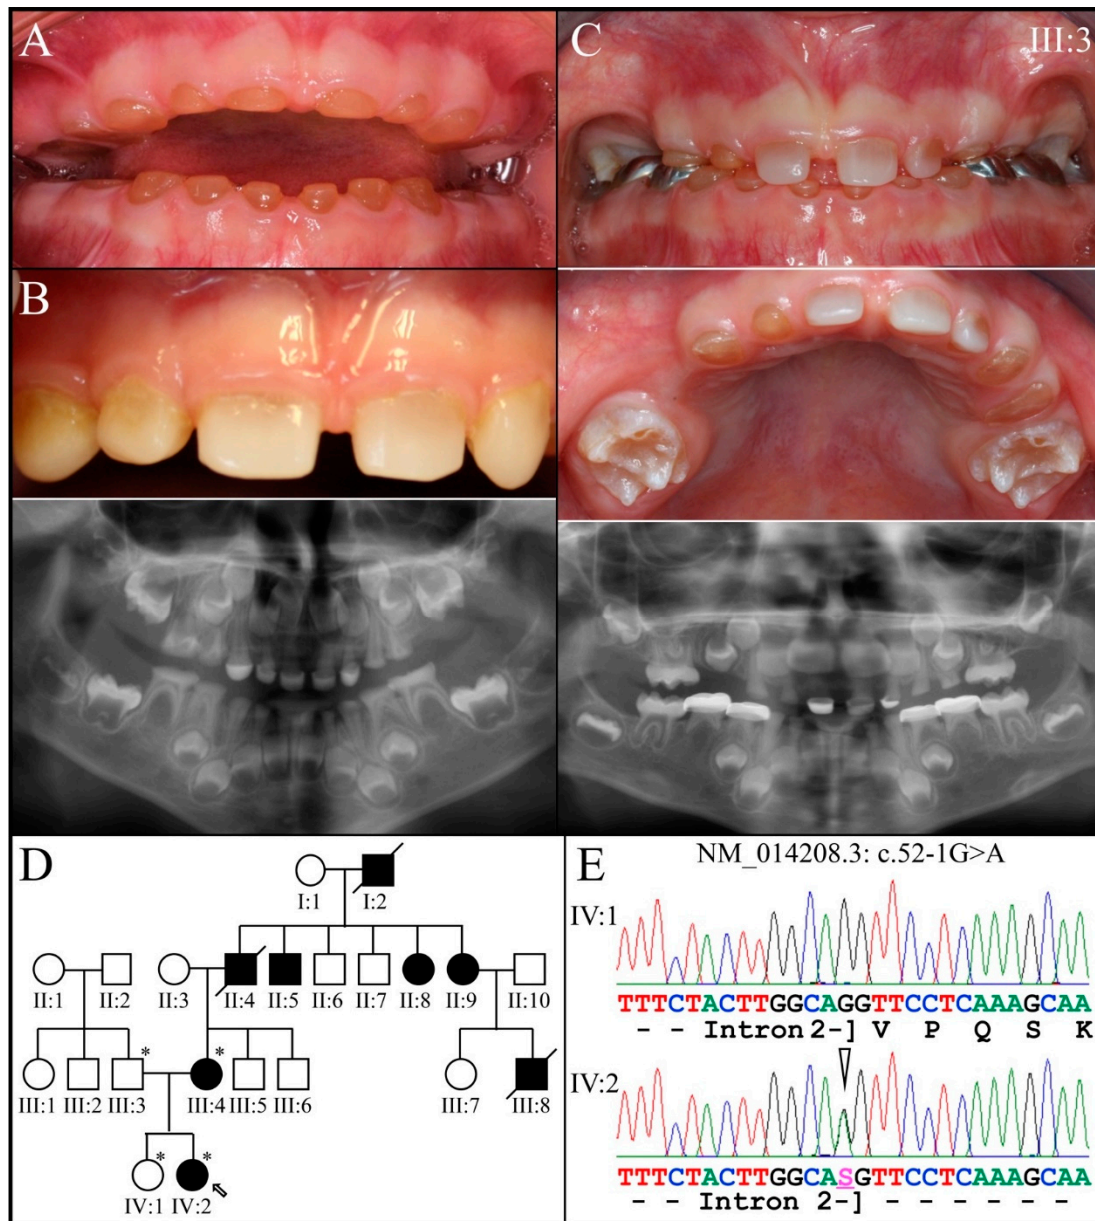 A
C
III:3
B
D
I:1
I:2
II:1
II:2
II:3
II:4
II:5
II:6
II:7
II:8
II:9
II:10
*
*
III:1
III:2
III:3
III:4
III:5
III:6
III:7
III:8
*
*
IV:1
IV:2
E
NM_014208.3: c.52-1G>A
IV:1
TTTCTACTTGGCAGGTTCCTCAAAGCAA
- - Intron 2-] V P Q S K
IV:2
TTTCTACTTGGCASGTTCCTCAAAGCAA
- - Intron 2-] - - - - - -